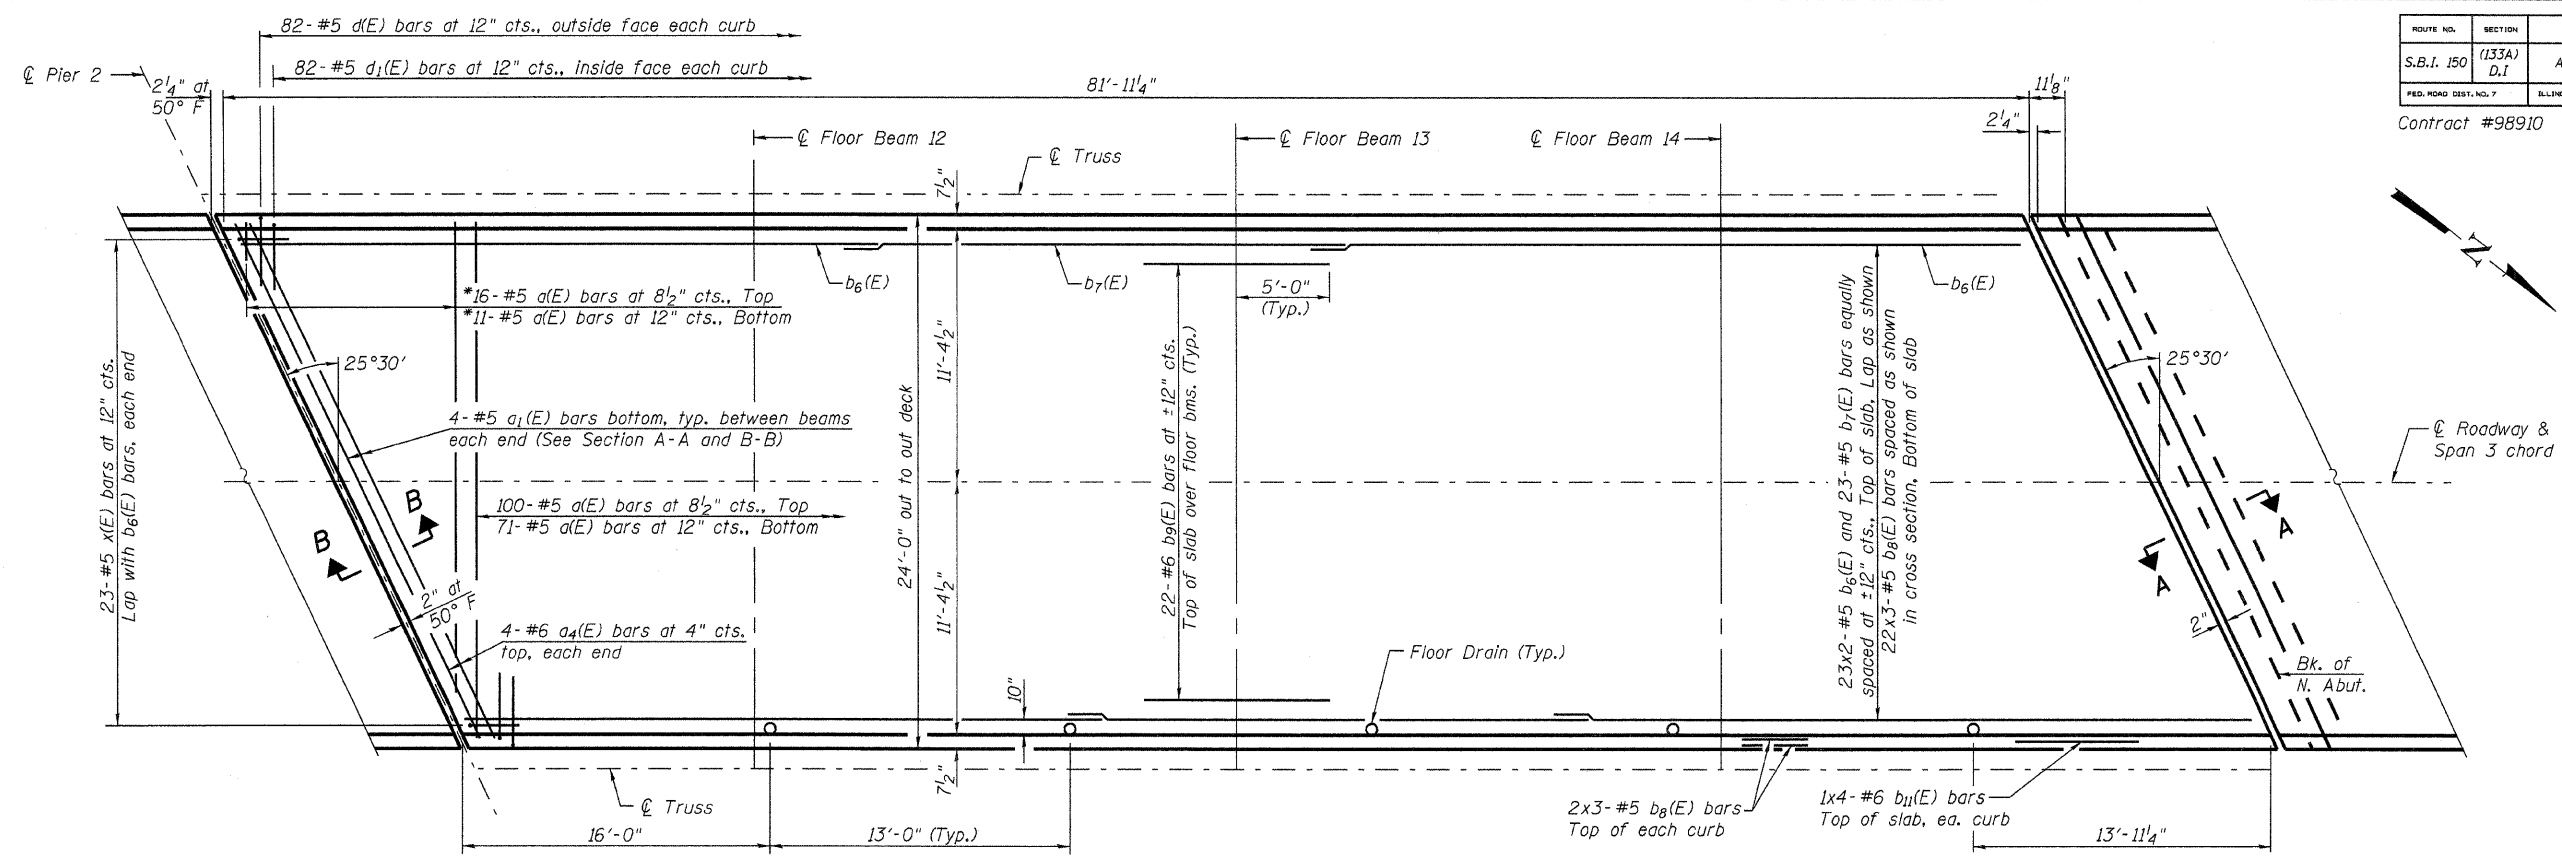 82-#5 d(E) bars at 12" cts., outside face each curb
82-#5 d₁(E) bars at 12" cts., inside face each curb
℄ Pier 2
2¼" at
50° F
81'-11¼"
11⅛"
2¼"
ROUTE NO.
SECTION
S.B.I. 150
(133A)
D.I
FED. ROAD DIST. NO. 7
Contract #98910
℄ Floor Beam 12
℄ Floor Beam 13
℄ Floor Beam 14
℄ Truss
7½"
N
b₆(E)
b₇(E)
b₆(E)
*16-#5 a(E) bars at 8½" cts., Top
*11-#5 a(E) bars at 12" cts., Bottom
5'-0"
(Typ.)
25°30'
25°30'
11'-4½"
23-#5 x(E) bars at 12" cts.
Lap with b₆(E) bars, each end
4-#5 a₁(E) bars bottom, typ. between beams
each end (See Section A-A and B-B)
24'-0" out to out deck
22-#6 b₉(E) bars at ±12" cts.
Top of slab over floor bms. (Typ.)
23x2-#5 b₆(E) and 23-#5 b₇(E) bars equally
spaced at ±12" cts., Top of slab, Lap as shown
22x3-#5 b₈(E) bars spaced as shown
in cross section, Bottom of slab
℄ Roadway &
Span 3 chord
B
B
A
A
100-#5 a(E) bars at 8½" cts., Top
71-#5 a(E) bars at 12" cts., Bottom
11'-4½"
2" at
50° F
4-#6 a₄(E) bars at 4" cts.
top, each end
Floor Drain (Typ.)
10"
2"
Bk. of
N. Abut.
7½"
℄ Truss
2x3-#5 b₈(E) bars
Top of each curb
1x4-#6 b₁₁(E) bars
Top of slab, ea. curb
16'-0"
13'-0" (Typ.)
13'-11¼"